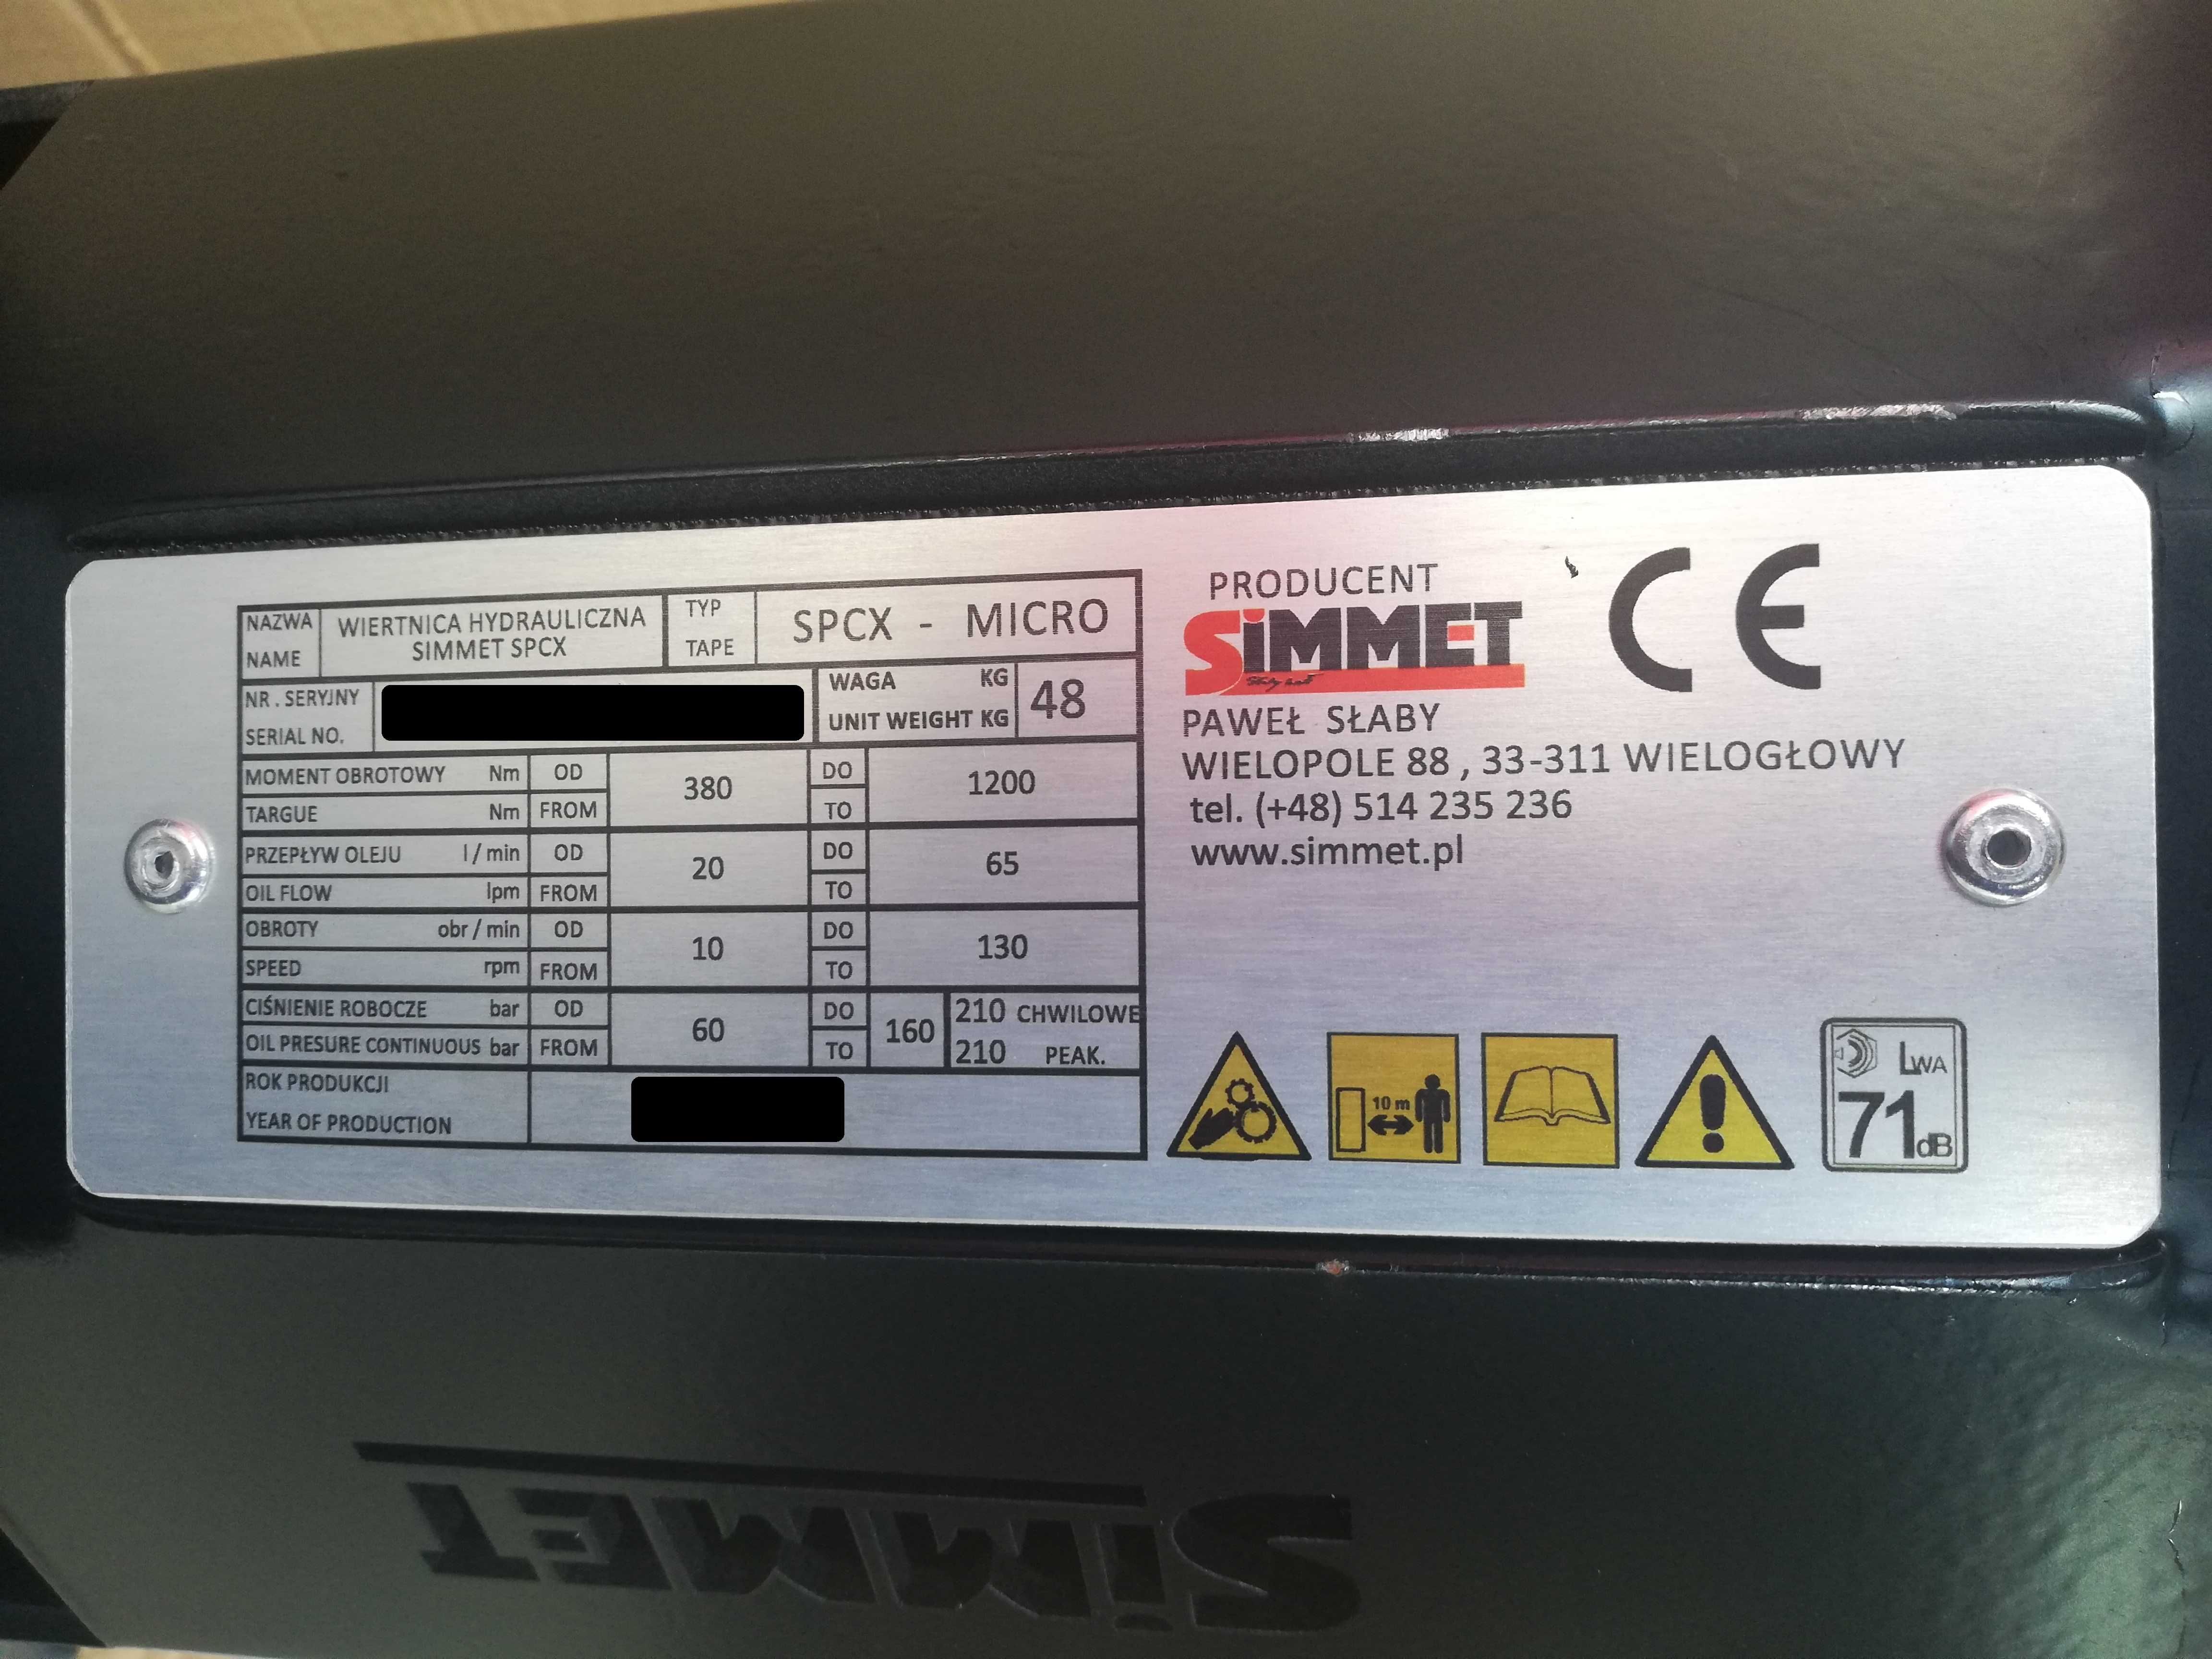 NAZWA
NAME
WIERTNICA HYDRAULICZNA
SIMMET SPCX
TYP
TAPE
SPCX - MICRO
NR . SERYJNY
SERIAL NO.
WAGA KG
UNIT WEIGHT KG
48
MOMENT OBROTOWY Nm OD
TARGUE Nm FROM
380
DO
TO
1200
PRZEPŁYW OLEJU l / min OD
OIL FLOW lpm FROM
20
DO
TO
65
OBROTY obr / min OD
SPEED rpm FROM
10
DO
TO
130
CIŚNIENIE ROBOCZE bar OD
OIL PRESURE CONTINUOUS bar FROM
60
DO
TO
160
210 CHWILOWE
210 PEAK.
ROK PRODUKCJI
YEAR OF PRODUCTION
PRODUCENT
SiMMET
CE
PAWEŁ SŁABY
WIELOPOLE 88 , 33-311 WIELOGŁOWY
tel. (+48) 514 235 236
www.simmet.pl
10 m
LWA
71dB
SiMMET